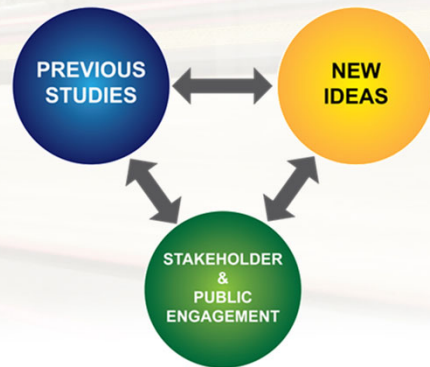 PREVIOUS
STUDIES
NEW
IDEAS
STAKEHOLDER
&
PUBLIC
ENGAGEMENT